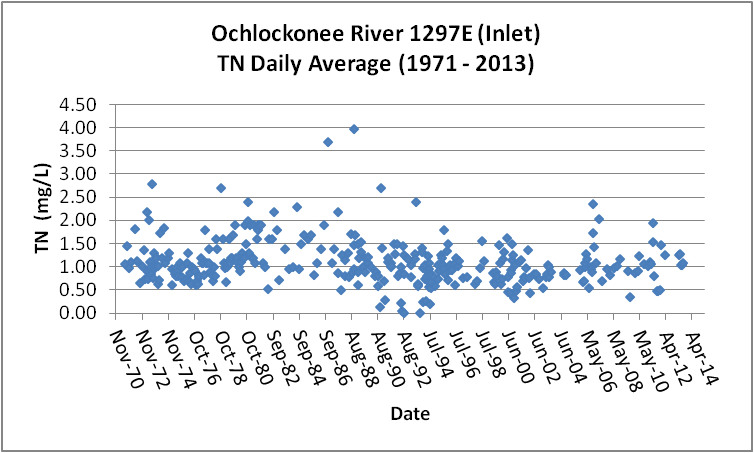 Ochlockonee River 1297E (Inlet)
TN Daily Average (1971 - 2013)
TN (mg/L)
4.50
4.00
3.50
3.00
2.50
2.00
1.50
1.00
0.50
0.00
Nov-70
Nov-72
Nov-74
Oct-76
Oct-78
Oct-80
Sep-82
Sep-84
Sep-86
Aug-88
Aug-90
Aug-92
Jul-94
Jul-96
Jul-98
Jun-00
Jun-02
Jun-04
May-06
May-08
May-10
Apr-12
Apr-14
Date